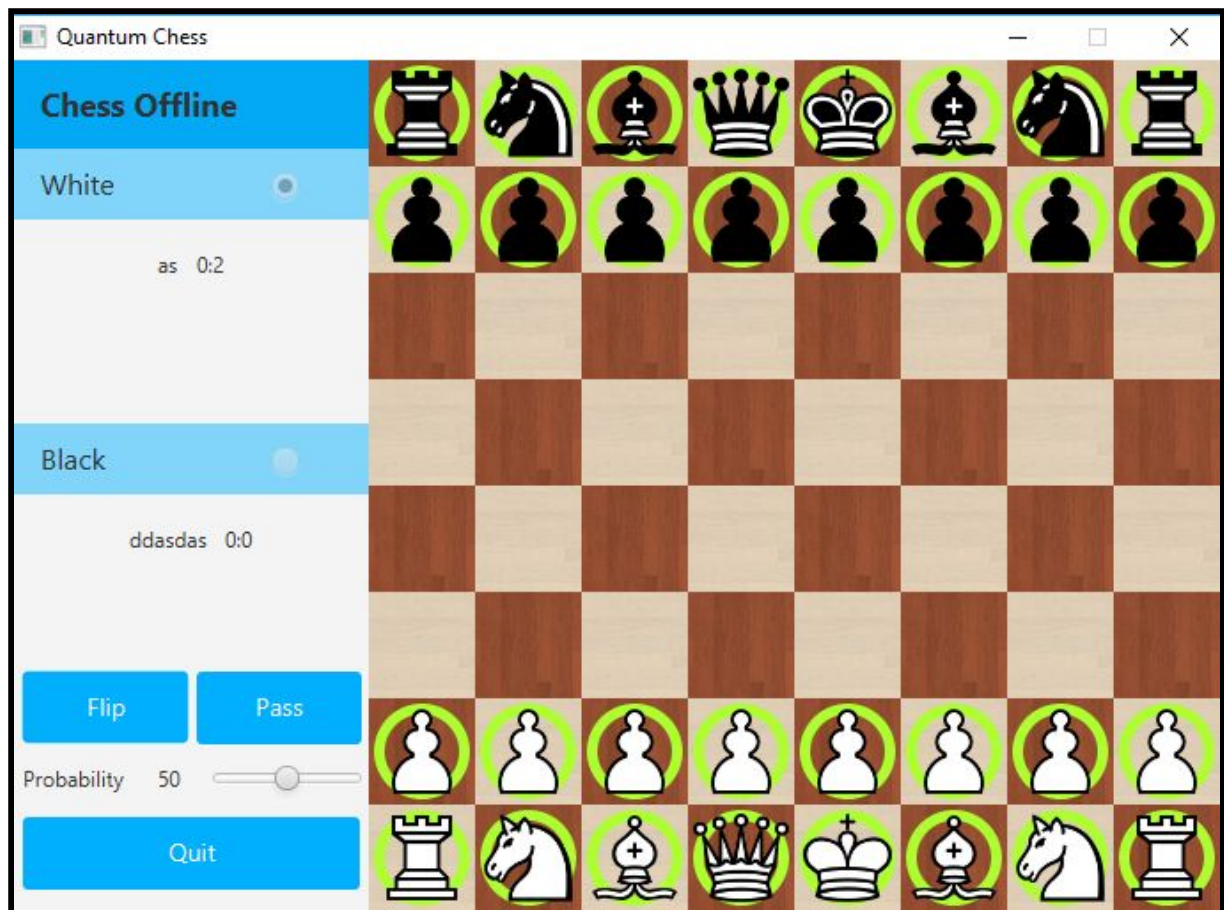 Quantum Chess
Chess Offline
White
as 0:2
Black
ddasdas 0:0
Flip Pass
Probability 50
Quit